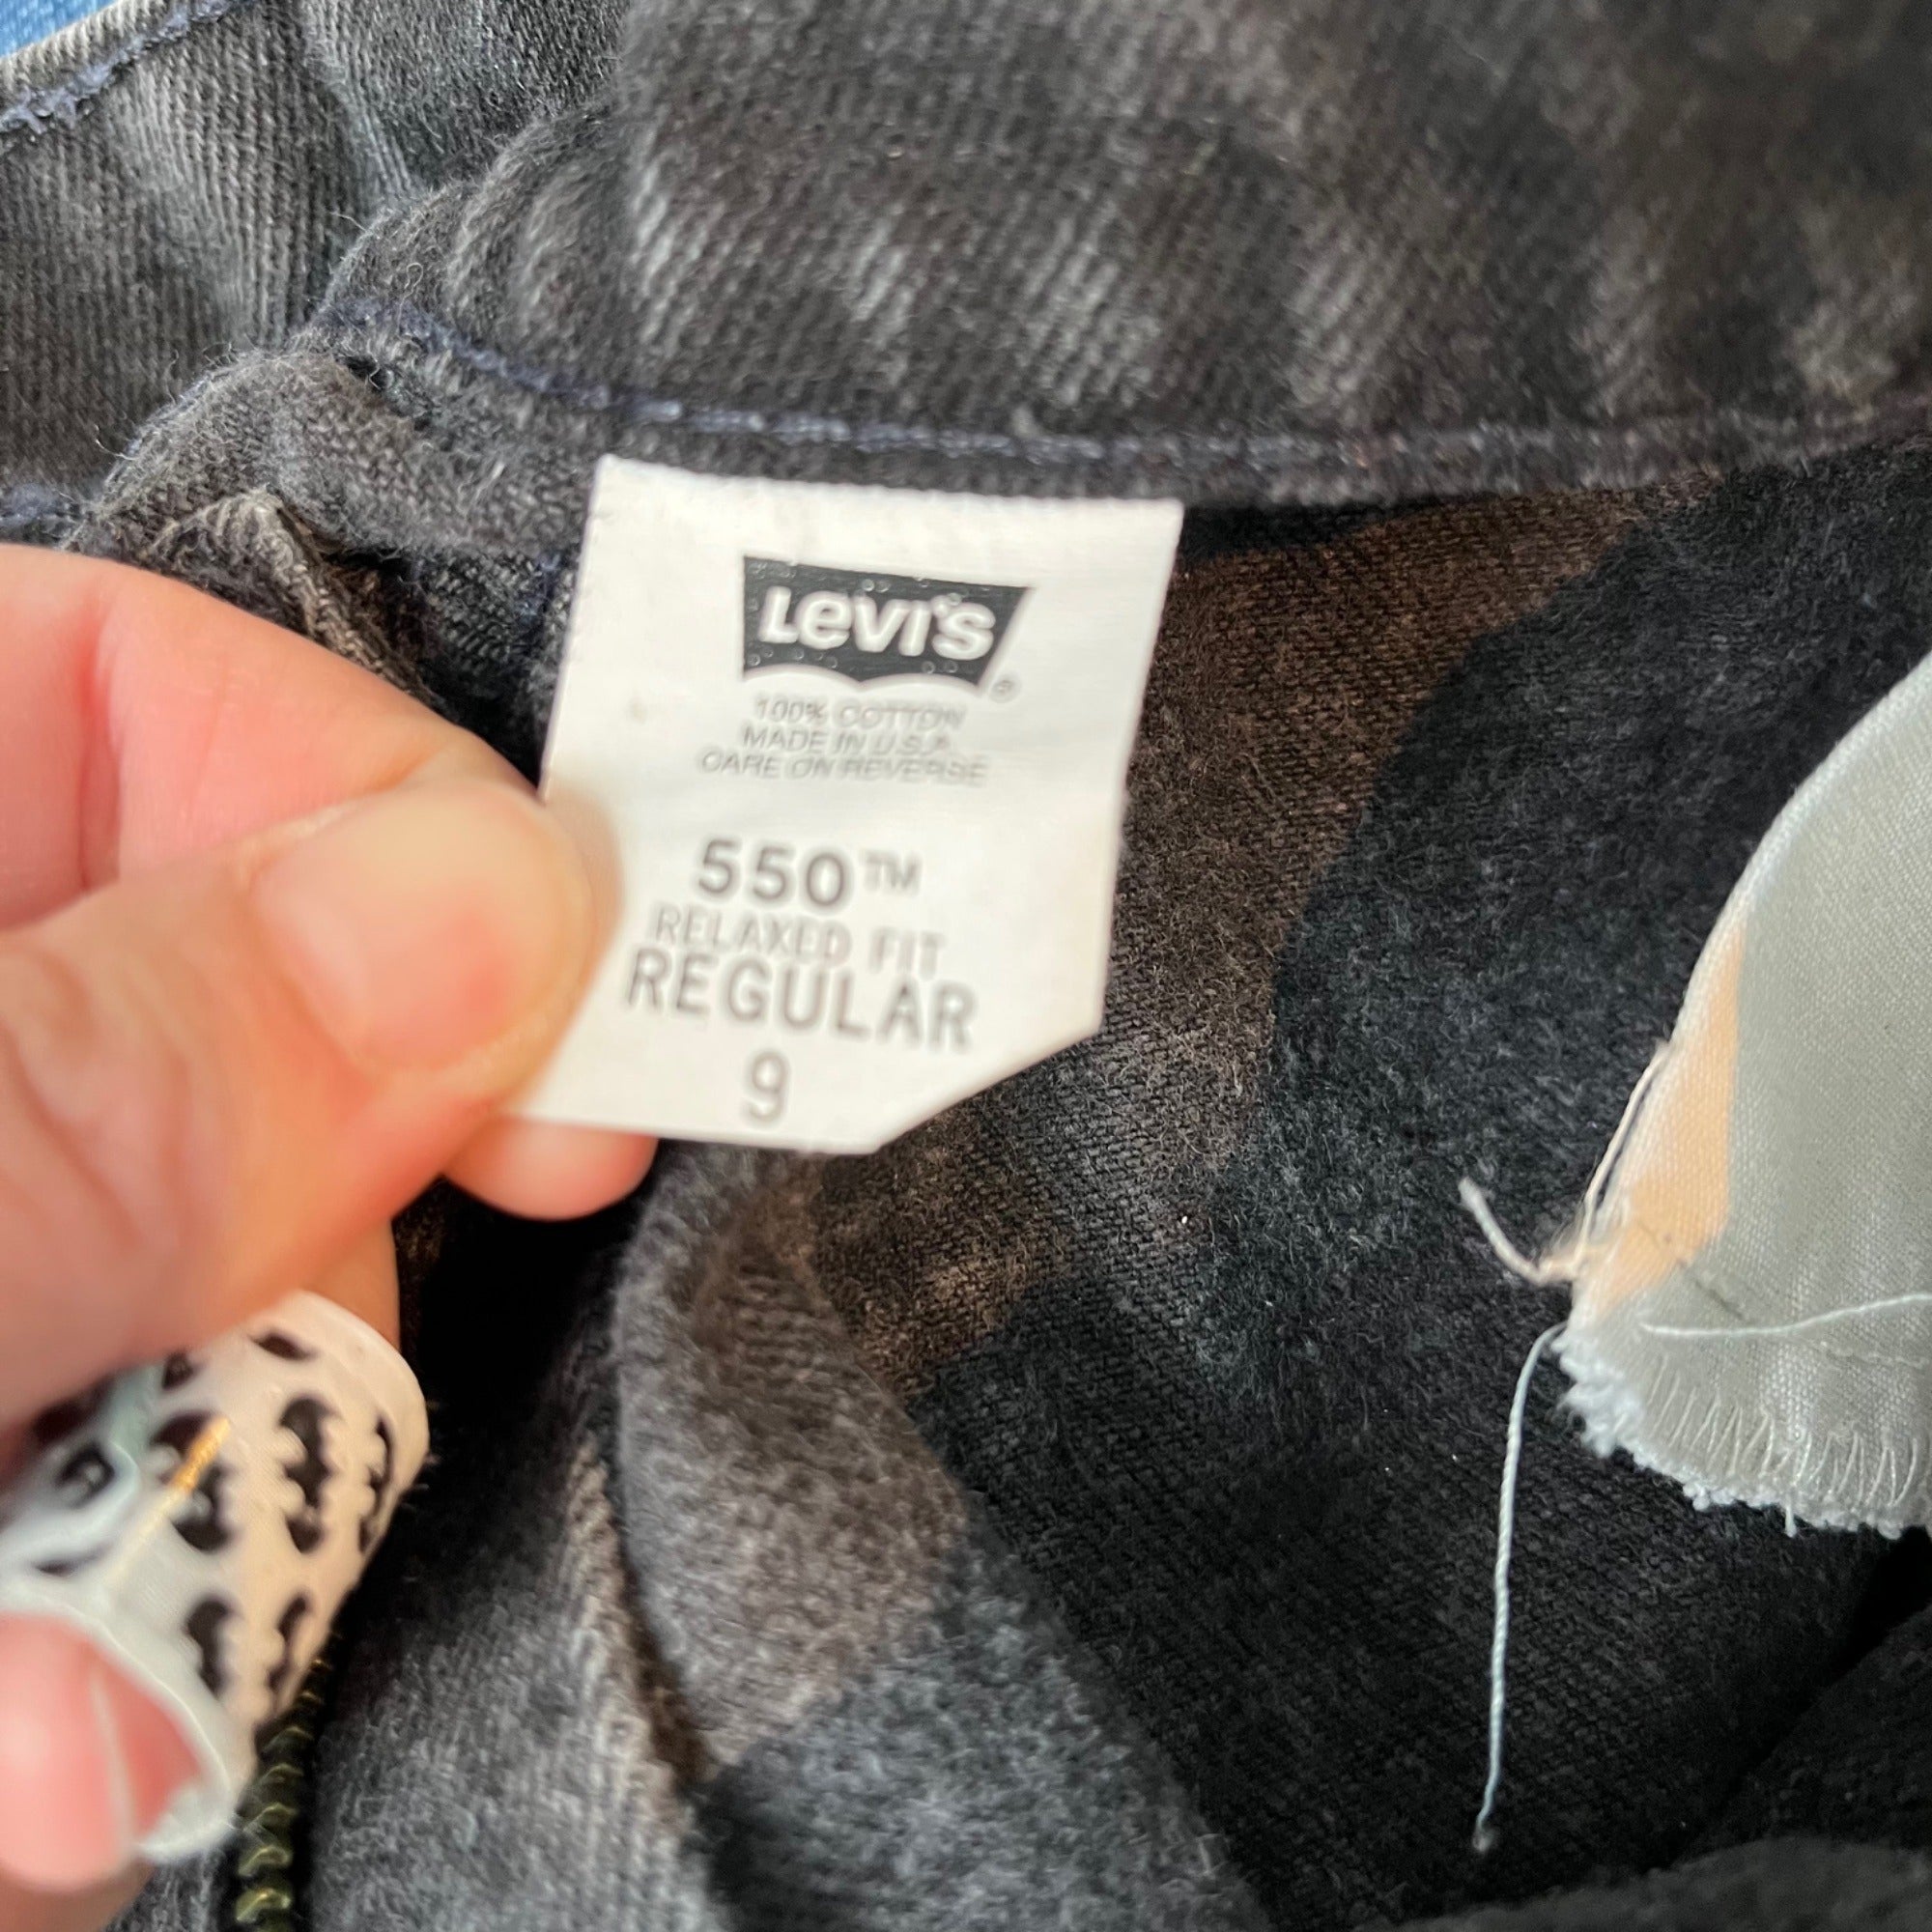 LEVI'S®
100% COTTON
MADE IN U.S.A.
CARE ON REVERSE
550™
RELAXED FIT
REGULAR
9